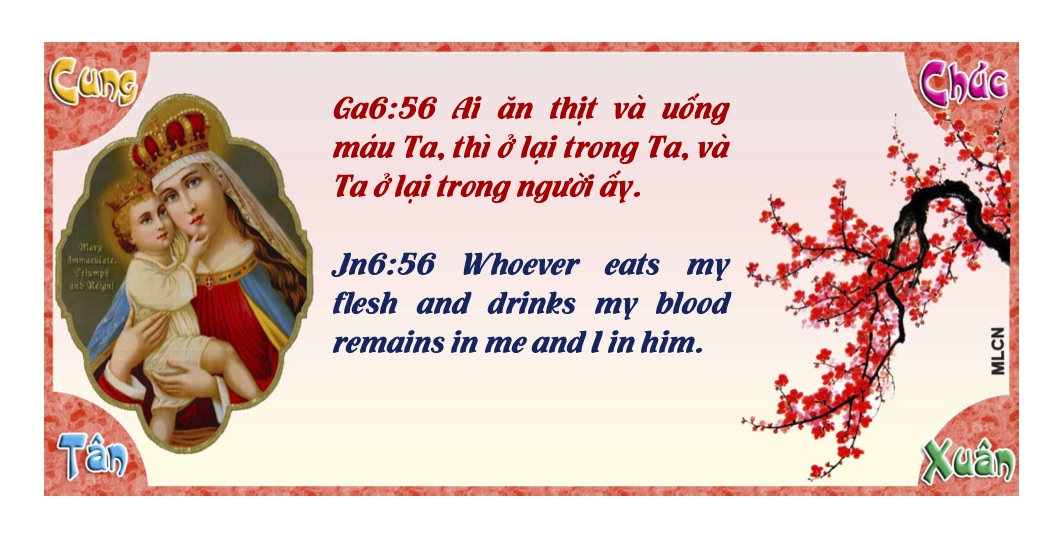 Cung
Chúc
Ga6:56 Ai ăn thịt và uống
máu Ta, thì ở lại trong Ta, và
Ta ở lại trong người ấy.
Jn6:56 Whoever eats my
flesh and drinks my blood
remains in me and I in him.
Mary
Immaculate,
Triumph
and Reign!
MLCN
Tân
Xuân